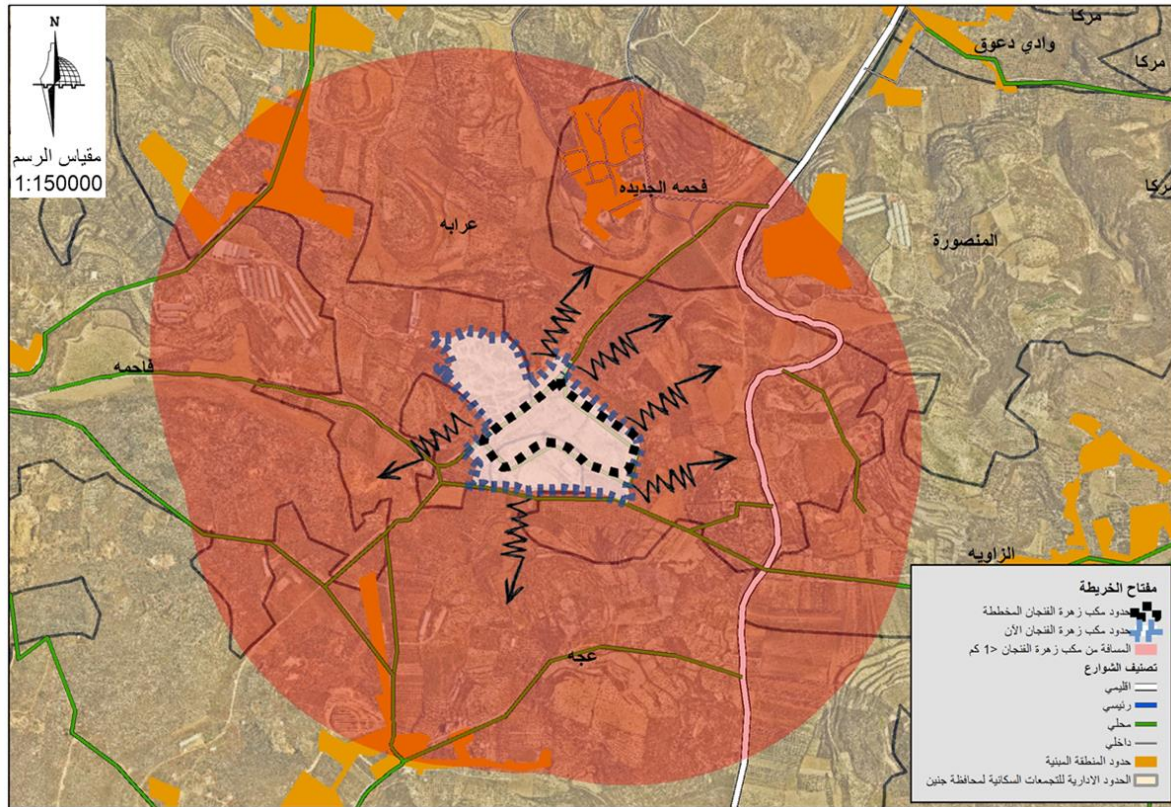 N
مقياس الرسم
1:150000
مركا
وادي دعوق
مركا
مركا
فحمه الجديده
عرابه
المنصورة
فاحمه
الزاويه
عجه
مفتاح الخريطة
حدود مكب زهرة الفنجان المخططة
حدود مكب زهرة الفنجان الآن
المسافة من مكب زهرة الفنجان <1 كم
تصنيف الشوارع
اقليمي
رئيسي
محلي
داخلي
حدود المنطقة المبنية
الحدود الادارية للتجمعات السكانية لمحافظة جنين